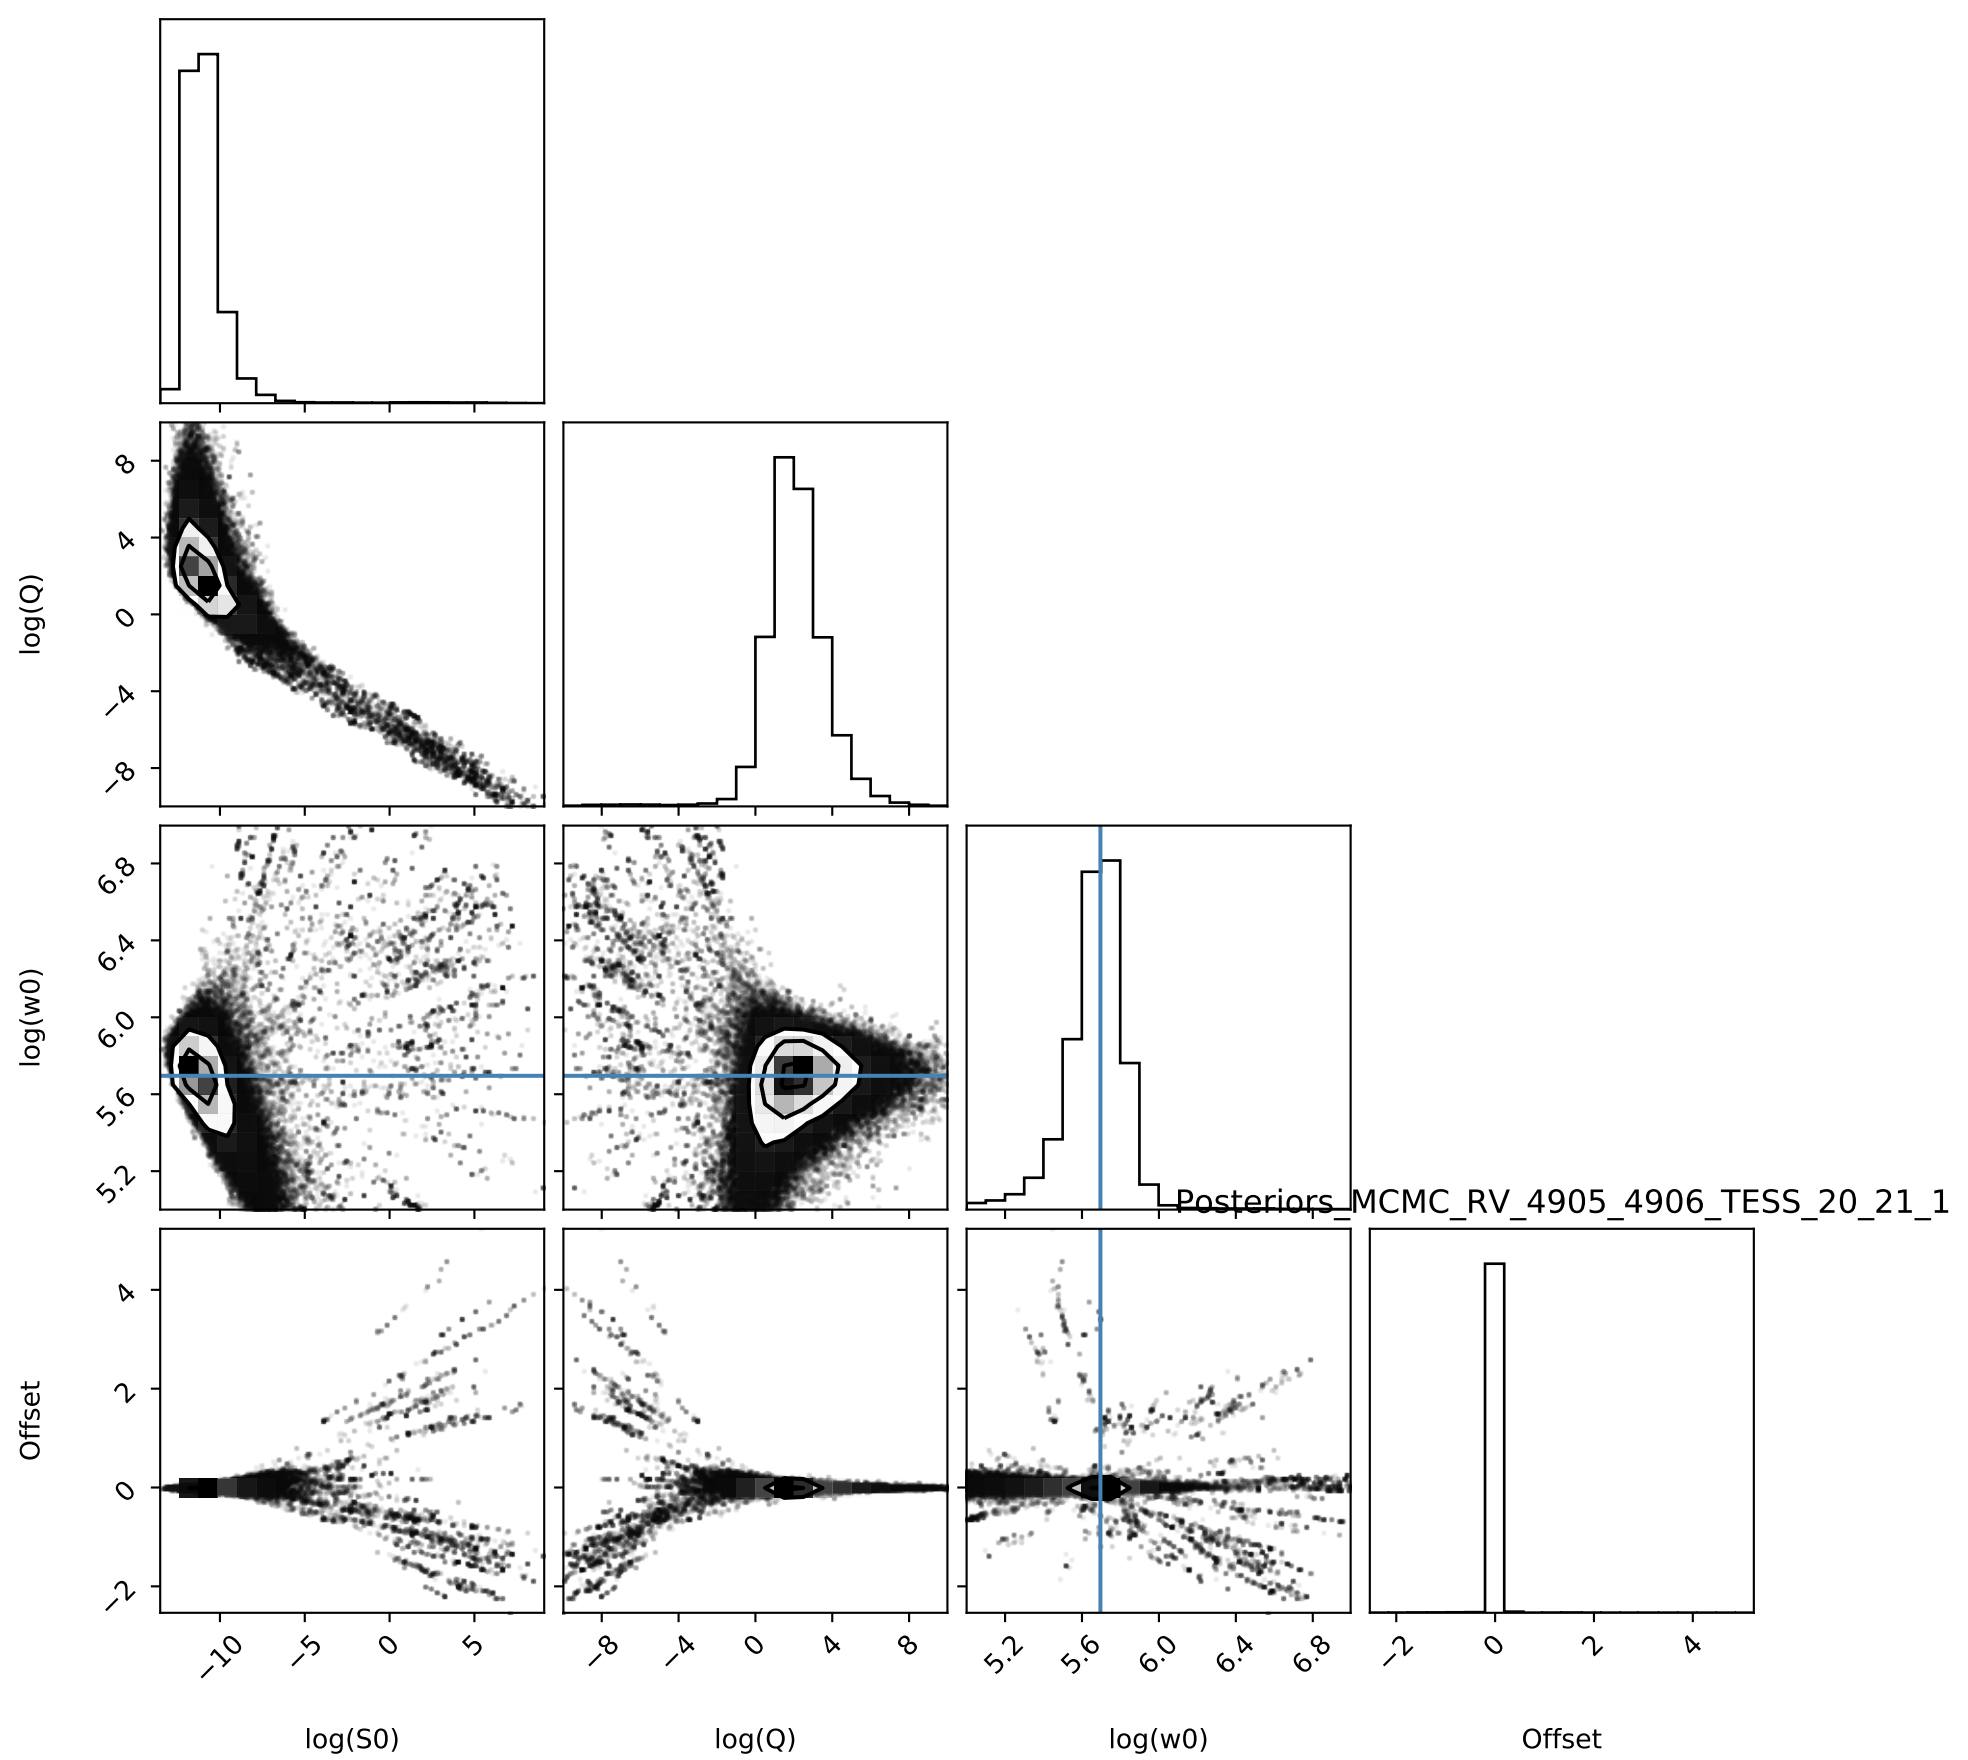 log(Q)
8
4
0
−4
−8
log(w0)
6.8
6.4
6.0
5.6
5.2
Posteriors_MCMC_RV_4905_4906_TESS_20_21_1
Offset
4
2
0
−2
−10 −5 0 5
−8 −4 0 4 8
5.2 5.6 6.0 6.4 6.8
−2 0 2 4
log(S0) log(Q) log(w0) Offset